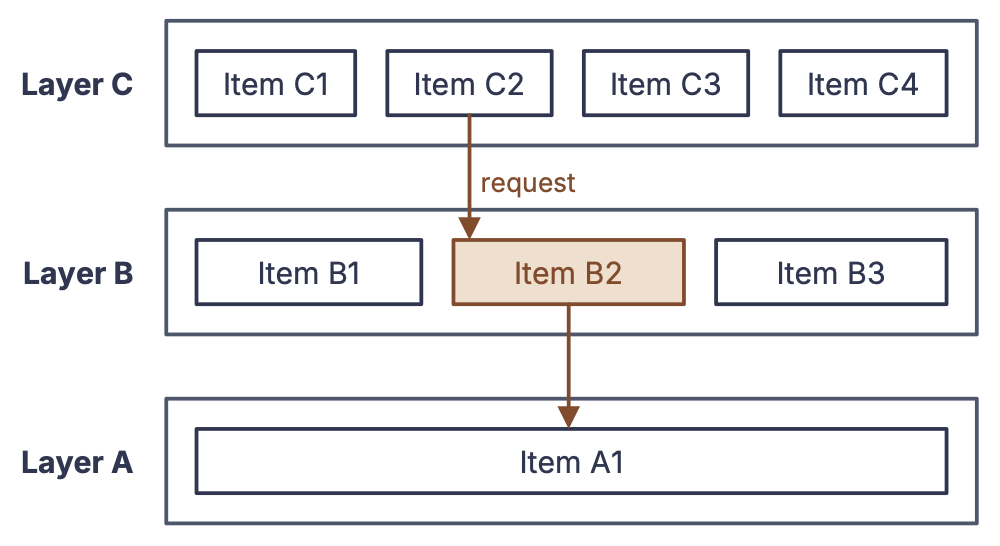 Layer C
Item C1
Item C2
Item C3
Item C4
request
Layer B
Item B1
Item B2
Item B3
Layer A
Item A1